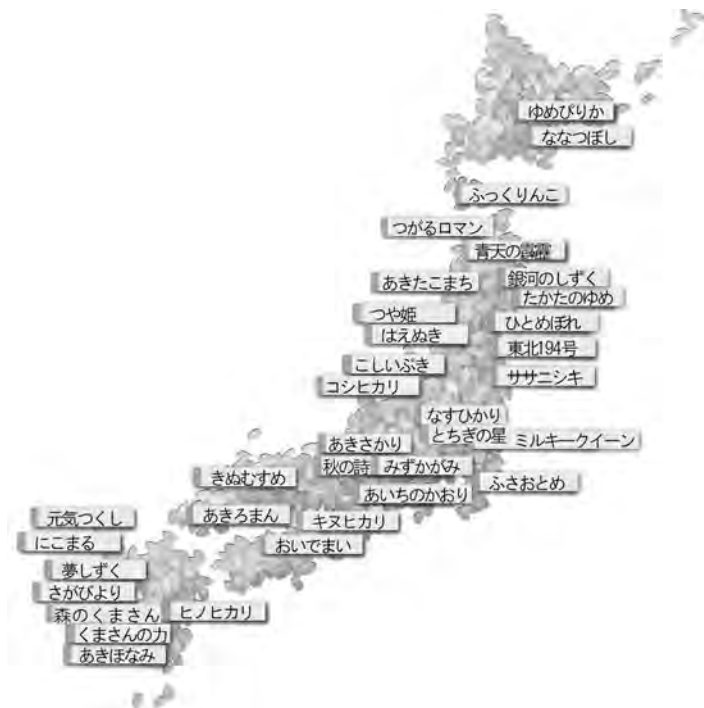 ゆめぴりか
ななつぼし
ふっくりんこ
つがるロマン
青天の霹靂
あきたこまち
銀河のしずく
たかたのゆめ
つや姫
ひとめぼれ
はえぬき
東北194号
こしいぶき
ササニシキ
コシヒカリ
なすひかり
とちぎの星
ミルキークイーン
あきさかり
秋の詩
みずかがみ
きぬむすめ
ふさおとめ
あいちのかおり
元気つくし
あきろまん
キヌヒカリ
にこまる
おいでまい
夢しずく
さがびより
森のくまさん
ヒノヒカリ
くまさんの力
あきほなみ